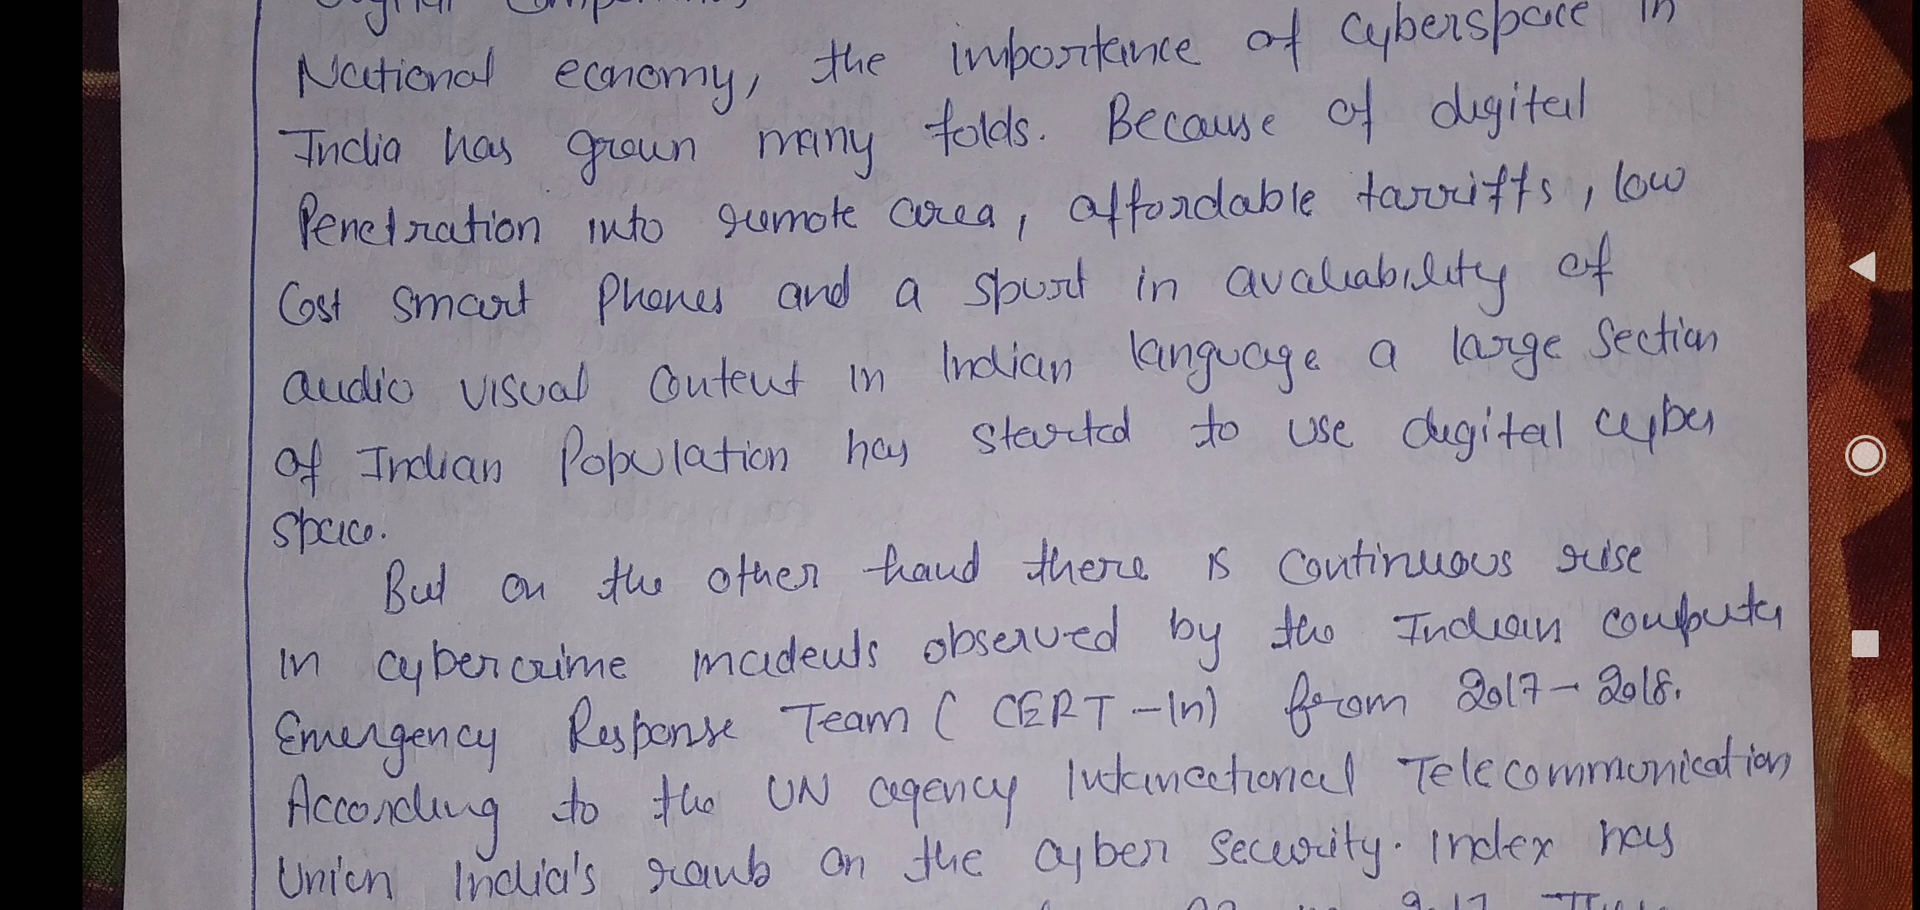 National economy, the importance of cyberspace in
India has grown many folds. Because of digital
Penetration into remote area, affordable tarriffs, low
Cost smart Phones and a spurt in avaliability of
audio visual content in Indian language a large section
of Indian Population has started to use digital cyber
space.
But on the other hand there is continuous rise
in cybercrime incidents observed by the Indian computer
Emergency Response Team ( CERT -In) from 2017-2018.
According to the UN agency International Telecommunication
Union India's rank on the cyber security. Index has